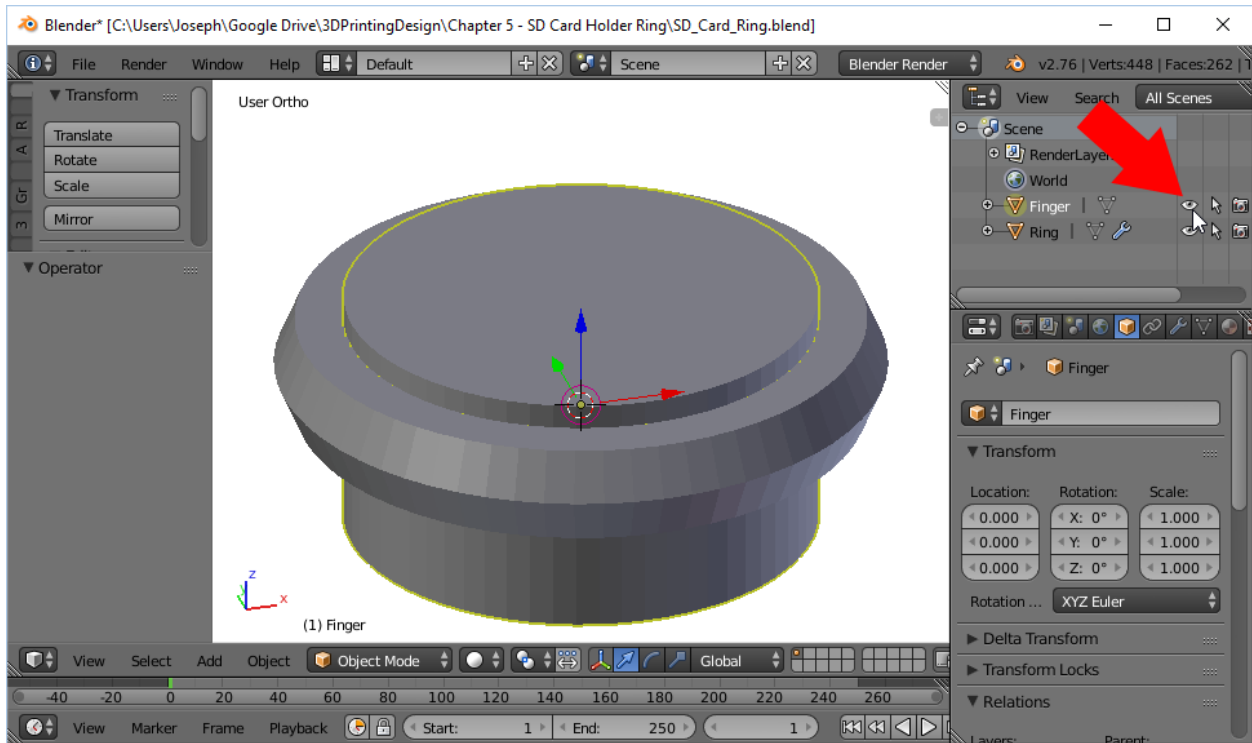 Blender* [C:\Users\Joseph\Google Drive\3DPrintingDesign\Chapter 5 - SD Card Holder Ring\SD_Card_Ring.blend]
File Render Window Help Default Scene Blender Render v2.76 | Verts:448 | Faces:262 | T
Transform
Translate
Rotate
Scale
Mirror
R
A
Gr
3
Operator
User Ortho
z
x
(1) Finger
View Search All Scenes
Scene
World
Finger
Ring
Finger
Finger
Transform
Location: Rotation: Scale:
0.000 X: 0° 1.000
0.000 Y: 0° 1.000
0.000 Z: 0° 1.000
Rotation ... XYZ Euler
Delta Transform
Transform Locks
Relations
Layers: Parent:
View Select Add Object Object Mode Global
-40 -20 0 20 40 60 80 100 120 140 160 180 200 220 240 260
View Marker Frame Playback Start: 1 End: 250 1